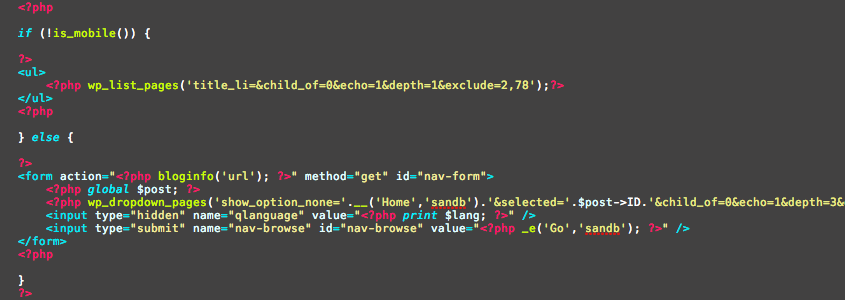 <?php
if (!is_mobile()) {
?>
<ul>
<?php wp_list_pages('title_li=&child_of=0&echo=1&depth=1&exclude=2,78');?>
</ul>
<?php
} else {
?>
<form action="<?php bloginfo('url'); ?>" method="get" id="nav-form">
<?php global $post; ?>
<?php wp_dropdown_pages('show_option_none='.__('Home','sandb').'&selected='.$post->ID.'&child_of=0&echo=1&depth=3&
<input type="hidden" name="qlanguage" value="<?php print $lang; ?>" />
<input type="submit" name="nav-browse" id="nav-browse" value="<?php _e('Go','sandb'); ?>" />
</form>
<?php
}
?>